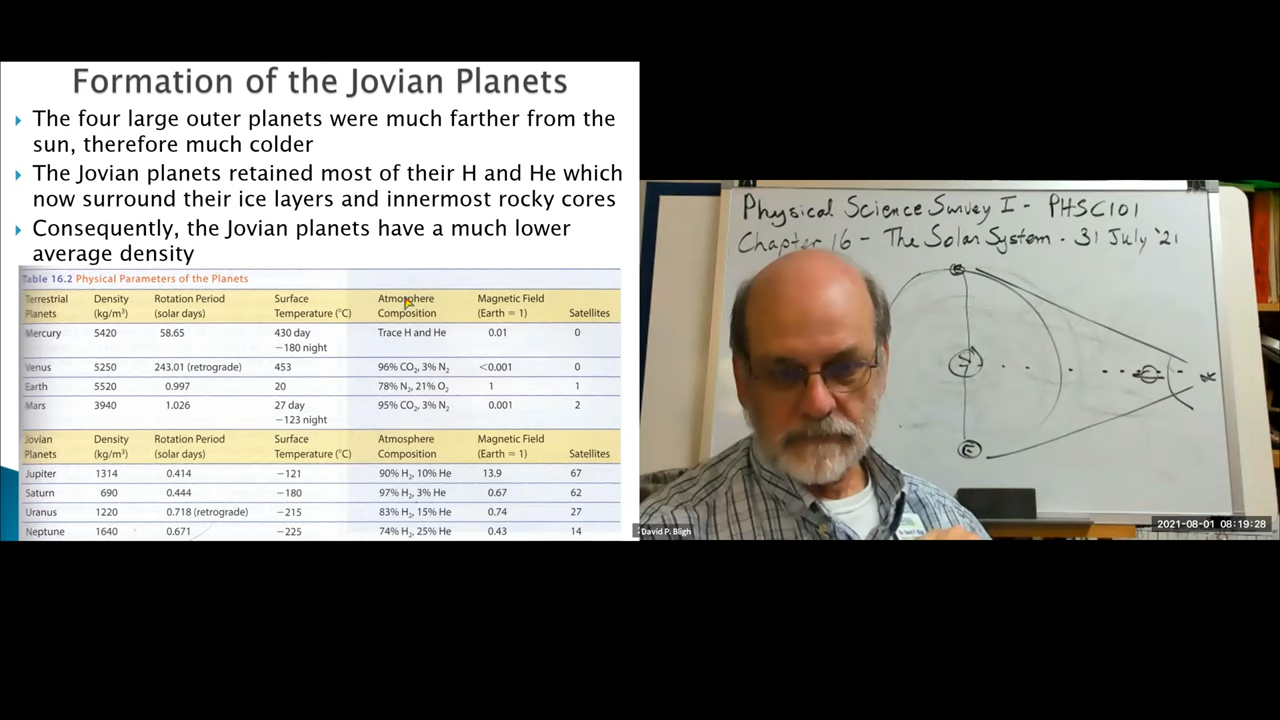 Formation of the Jovian Planets
The four large outer planets were much farther from the
sun, therefore much colder
The Jovian planets retained most of their H and He which
now surround their ice layers and innermost rocky cores
Consequently, the Jovian planets have a much lower
average density
Table 16.2 Physical Parameters of the Planets
Terrestrial Density Rotation Period Surface Atmosphere Magnetic Field
Planets (kg/m³) (solar days) Temperature (°C) Composition (Earth = 1) Satellites
Mercury 5420 58.65 430 day Trace H and He 0.01 0
−180 night
Venus 5250 243.01 (retrograde) 453 96% CO₂, 3% N₂ <0.001 0
Earth 5520 0.997 20 78% N₂, 21% O₂ 1 1
Mars 3940 1.026 27 day 95% CO₂, 3% N₂ 0.001 2
−123 night
Jovian Density Rotation Period Surface Atmosphere Magnetic Field
Planets (kg/m³) (solar days) Temperature (°C) Composition (Earth = 1) Satellites
Jupiter 1314 0.414 −121 90% H₂, 10% He 13.9 67
Saturn 690 0.444 −180 97% H₂, 3% He 0.67 62
Uranus 1220 0.718 (retrograde) −215 83% H₂, 15% He 0.74 27
Neptune 1640 0.671 −225 74% H₂, 25% He 0.43 14
Physical Science Survey I - PHSC101
Chapter 16 - The Solar System - 31 July '21
E
2021-08-01 08:19:28
David P. Bligh